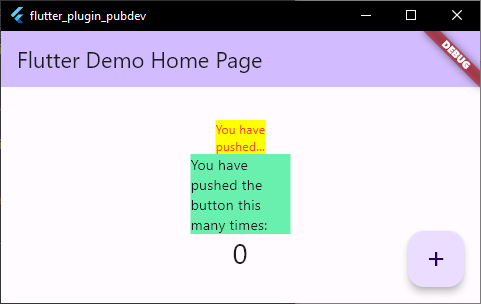 flutter_plugin_pubdev
Flutter Demo Home Page
DEBUG
You have
pushed...
You have
pushed the
button this
many times:
0
+